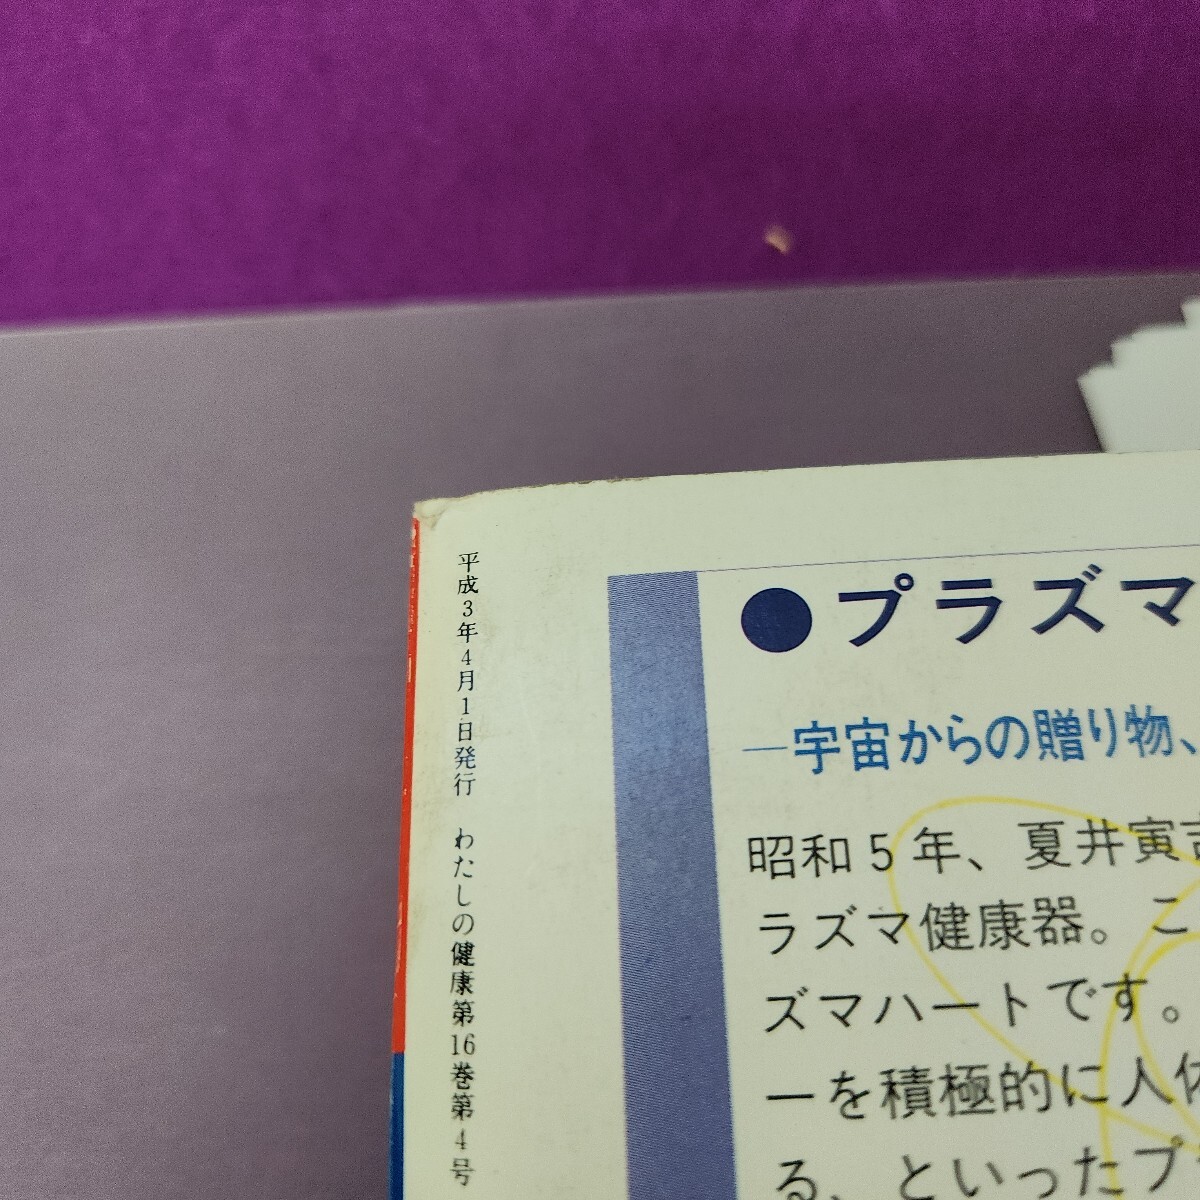 平成3年4月1日発行 わたしの健康第16巻第4号
●プラズマ
―宇宙からの贈り物、
昭和5年、夏井寅吉
ラズマ健康器。こ
ズマハートです。
ーを積極的に人体
る、といったプラ